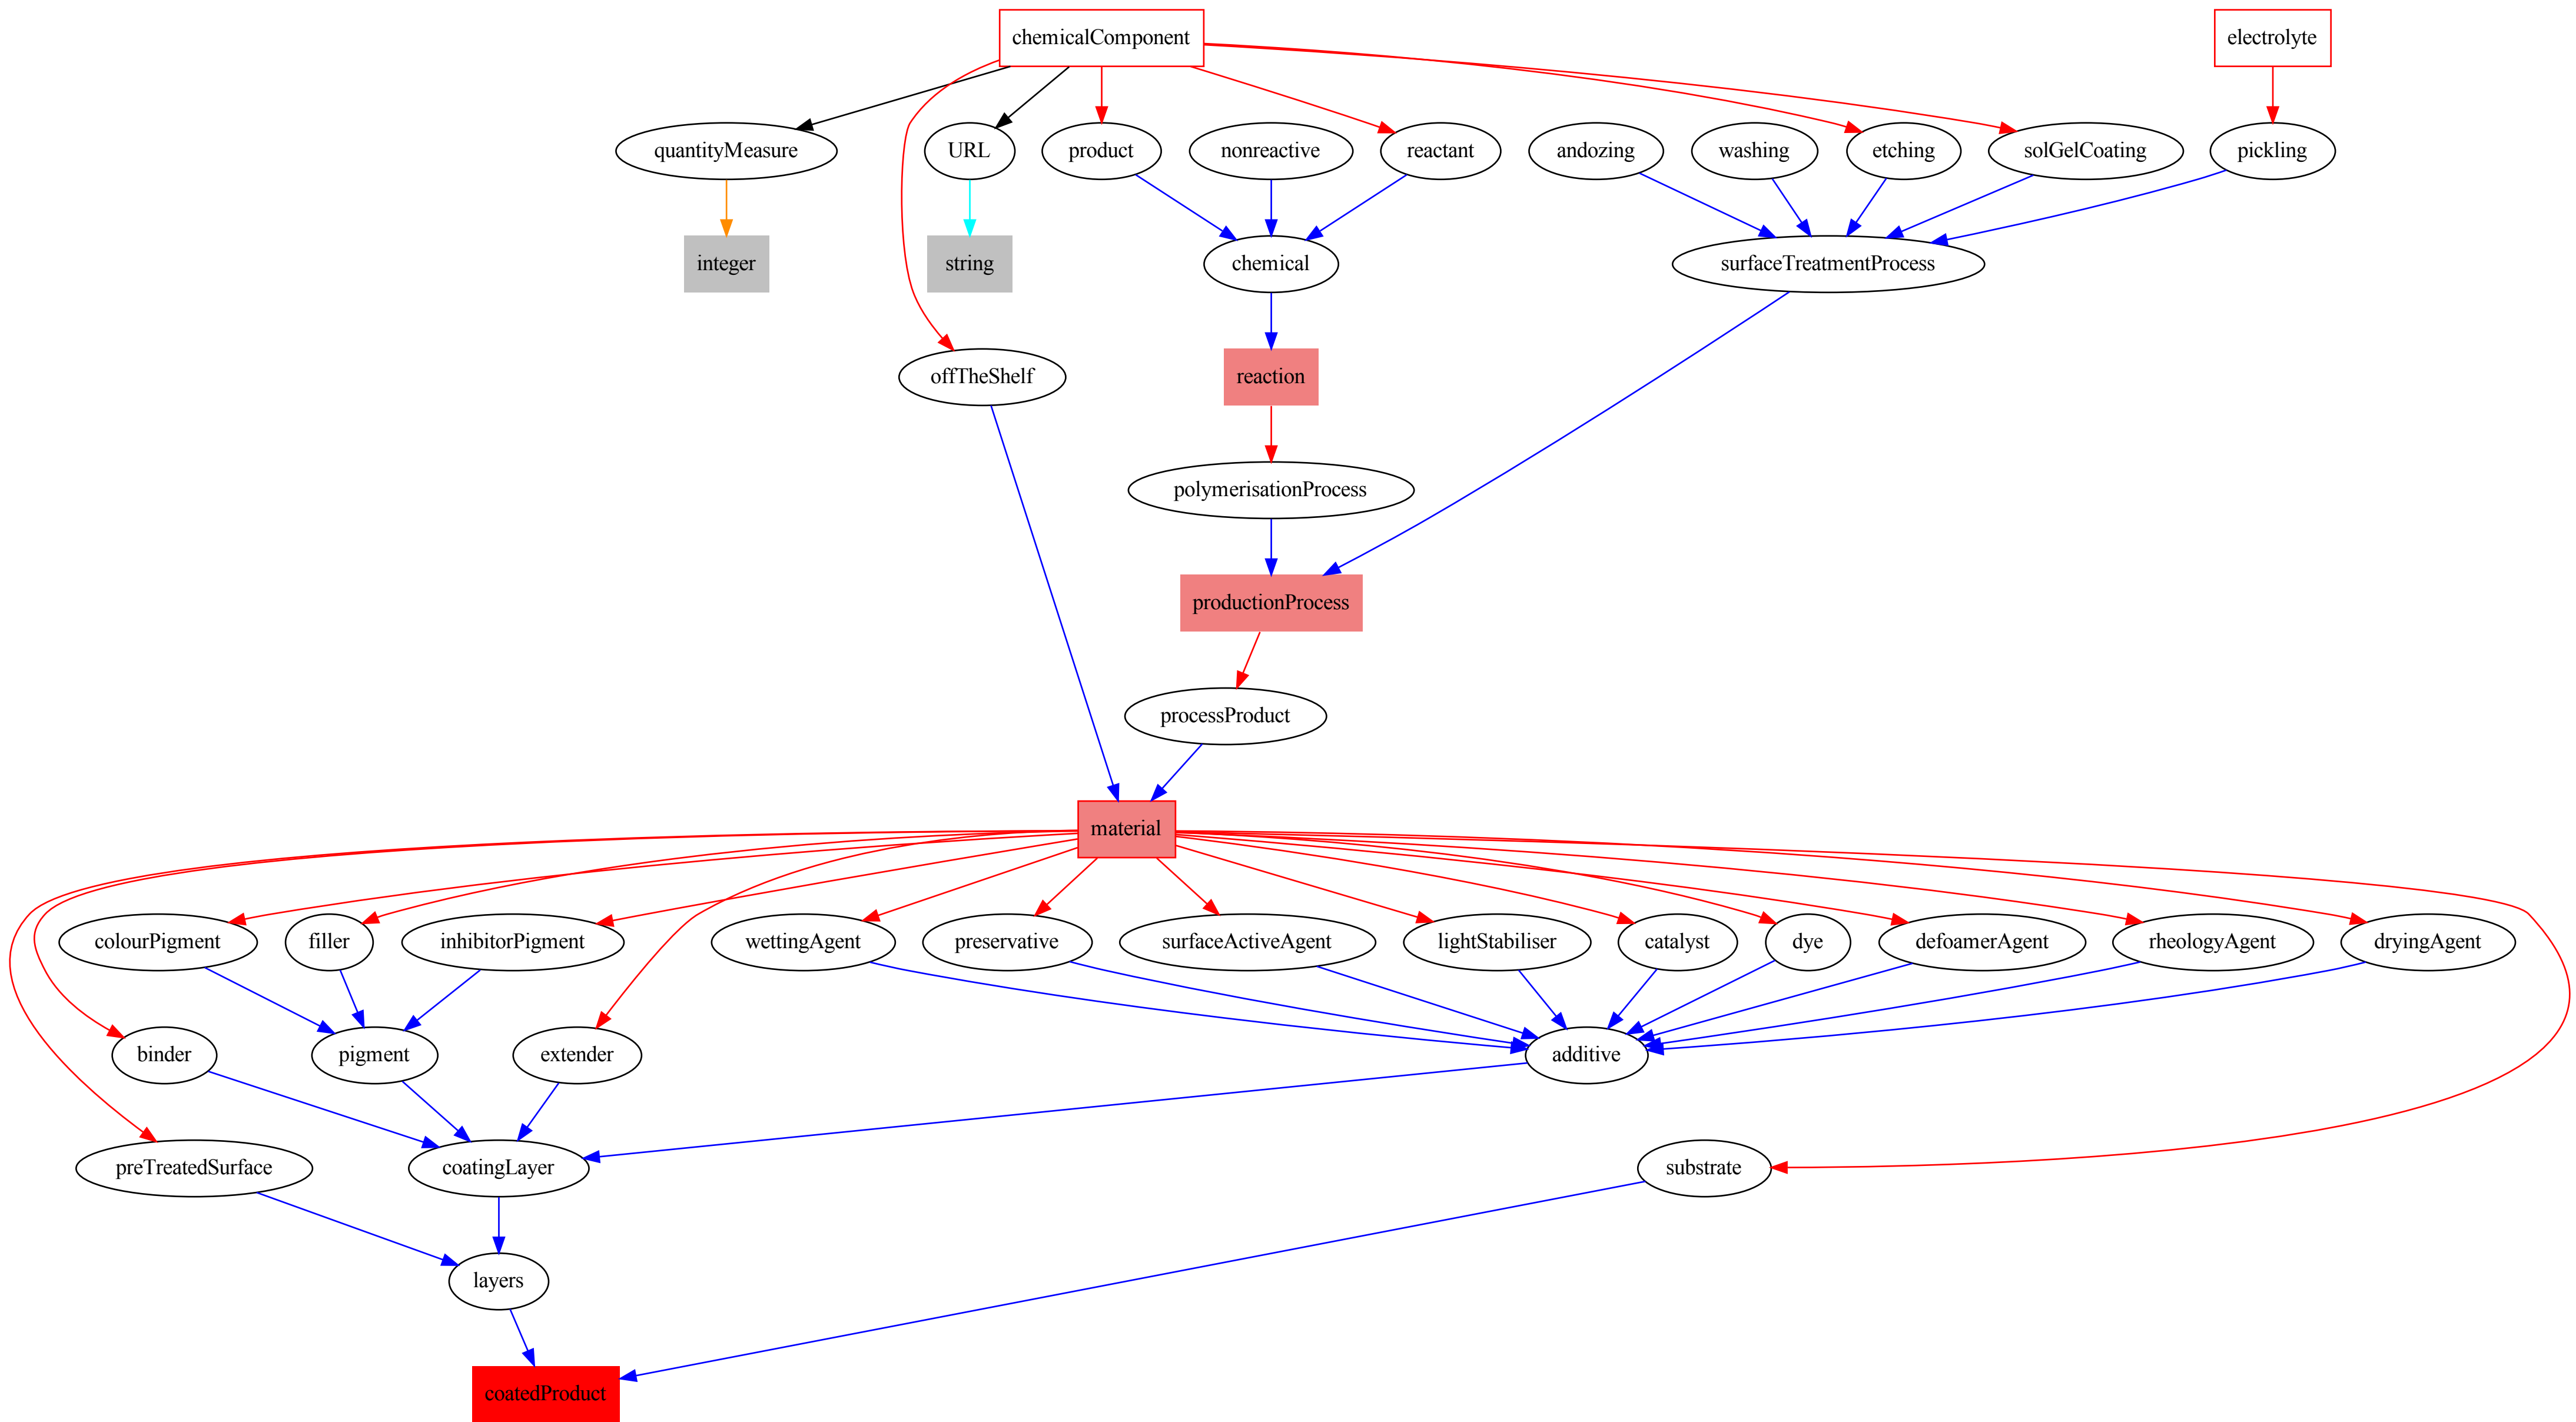 chemicalComponent
electrolyte
quantityMeasure
URL
product
nonreactive
reactant
andozing
washing
etching
solGelCoating
pickling
integer
string
chemical
surfaceTreatmentProcess
offTheShelf
reaction
polymerisationProcess
productionProcess
processProduct
material
colourPigment
filler
inhibitorPigment
wettingAgent
preservative
surfaceActiveAgent
lightStabiliser
catalyst
dye
defoamerAgent
rheologyAgent
dryingAgent
binder
pigment
extender
additive
preTreatedSurface
coatingLayer
substrate
layers
coatedProduct